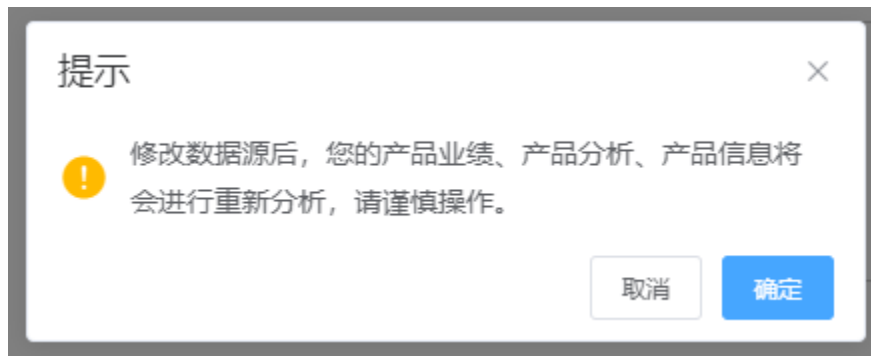 提示
修改数据源后，您的产品业绩、产品分析、产品信息将
会进行重新分析，请谨慎操作。
取消
确定